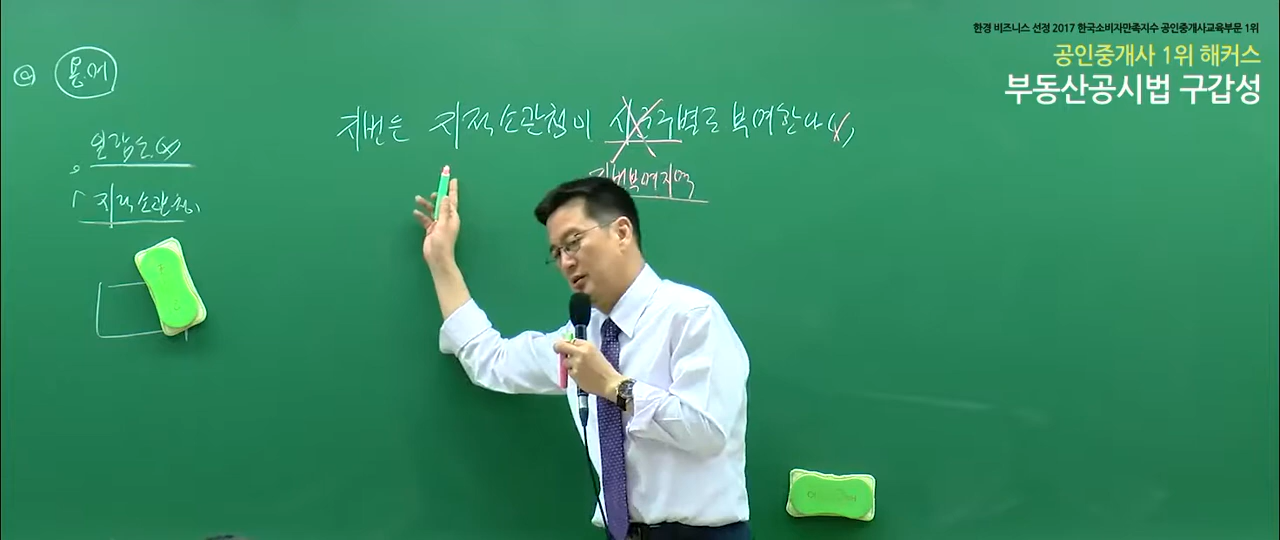 한경 비즈니스 선정 2017 한국소비자만족지수 공인중개사교육부문 1위
공인중개사 1위 해커스
부동산공시법 구갑성
@ 용어
지번은 지적소관청이 시군구별로 부여한다 (x),
지번부여지역
지적소관청,